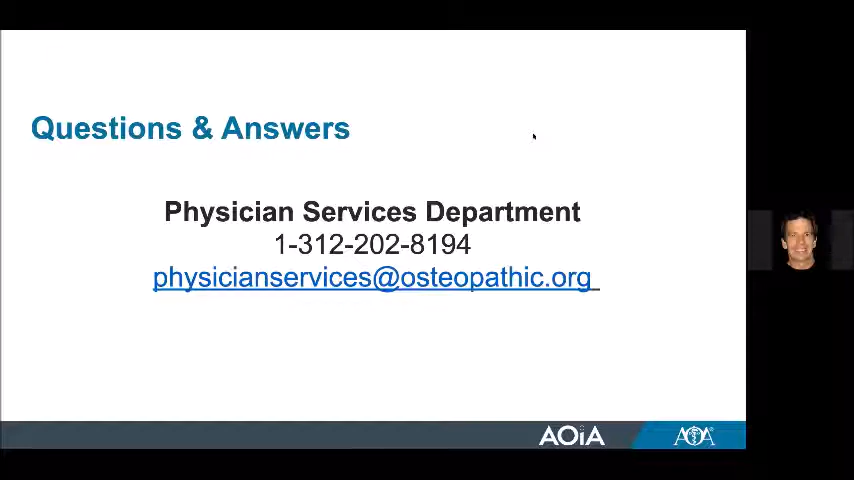 Questions & Answers
Physician Services Department
1-312-202-8194
physicianservices@osteopathic.org
AOiA
AOA